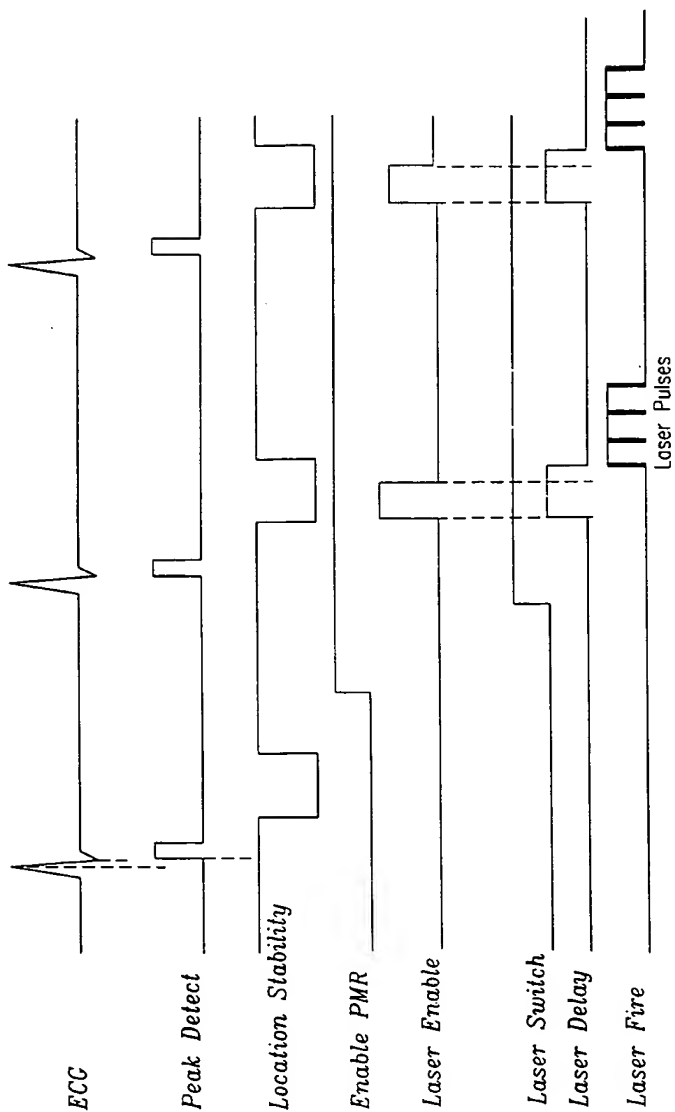 ECG
Peak Detect
Location Stability
Enable PMR
Laser Enable
Laser Switch
Laser Delay
Laser Fire
Laser Pulses